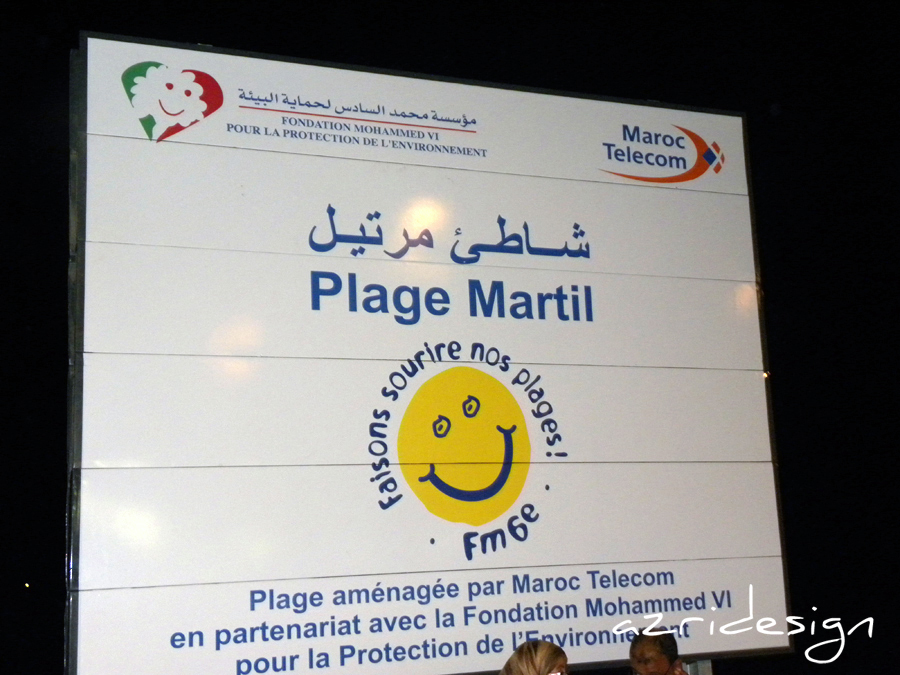 مؤسسة محمد السادس لحماية البيئة
FONDATION MOHAMMED VI
POUR LA PROTECTION DE L'ENVIRONNEMENT
Maroc
Telecom
شاطئ مرتيل
Plage Martil
Faisons sourire nos plages!
· Fm6e ·
Plage aménagée par Maroc Telecom
en partenariat avec la Fondation Mohammed VI
pour la Protection de l'Environnement
azridesign